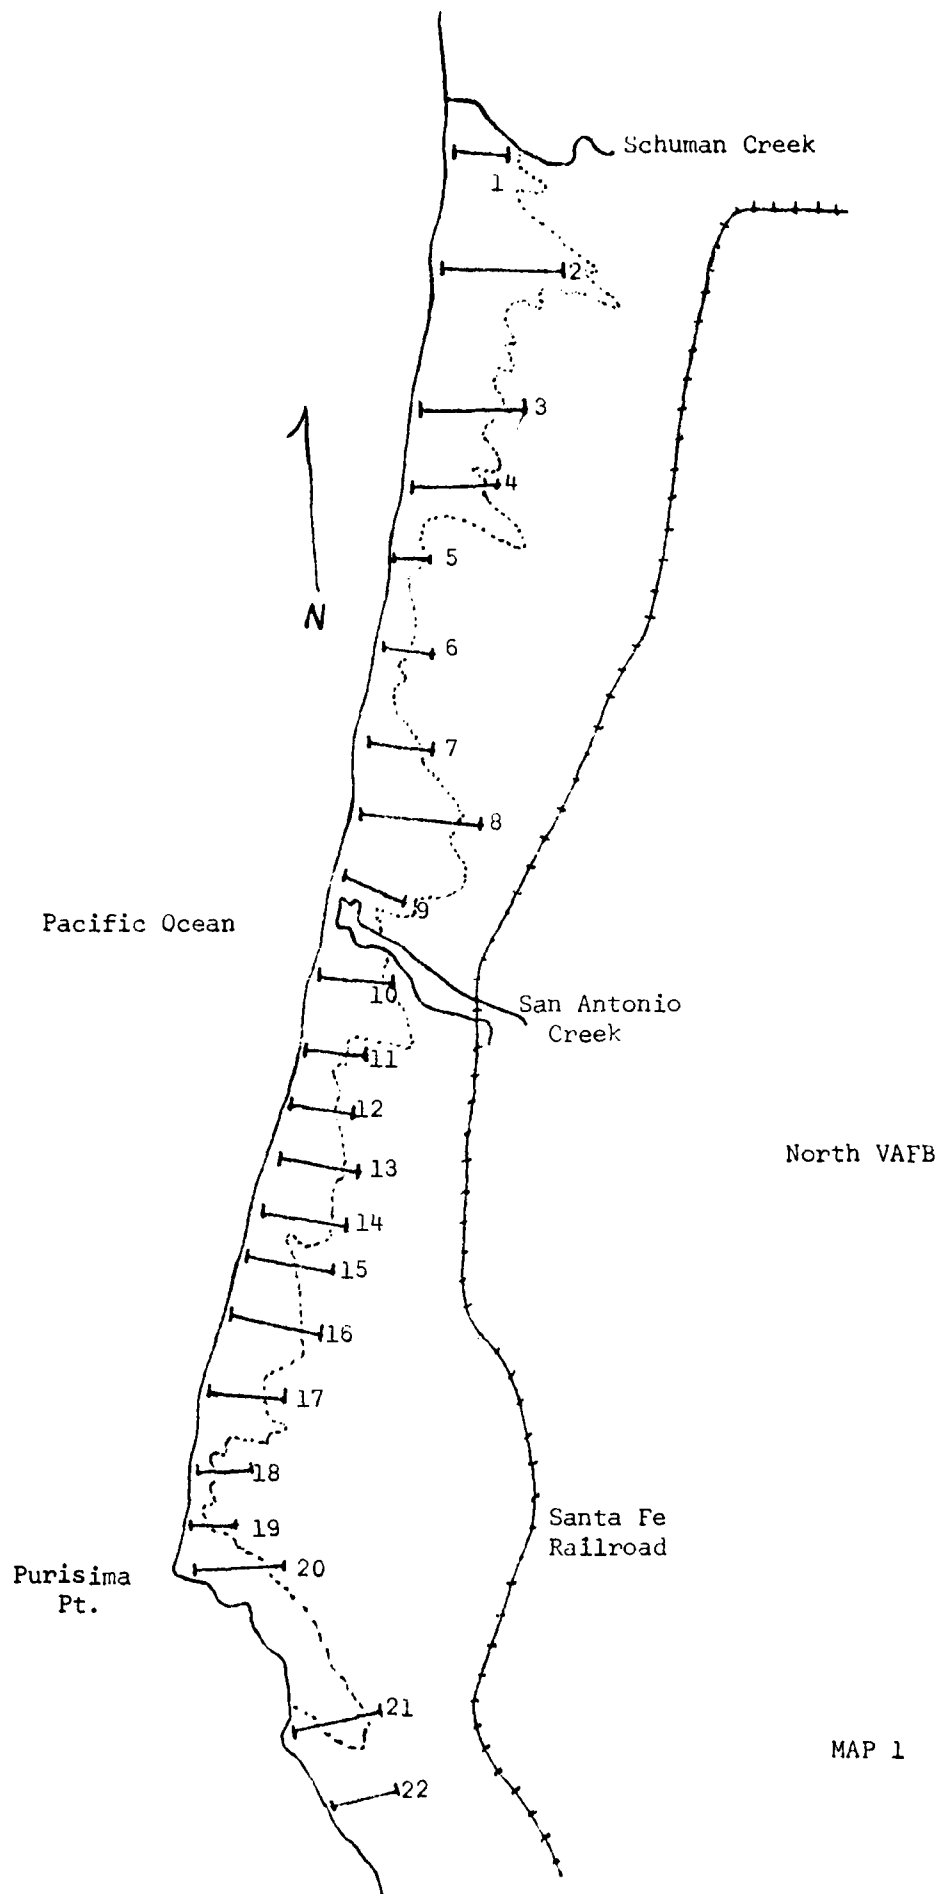 Schuman Creek
1
2
3
4
5
N
6
7
8
9
Pacific Ocean
10
San Antonio
Creek
11
12
North VAFB
13
14
15
16
17
18
19
Santa Fe
Railroad
20
Purisima
Pt.
21
MAP 1
22